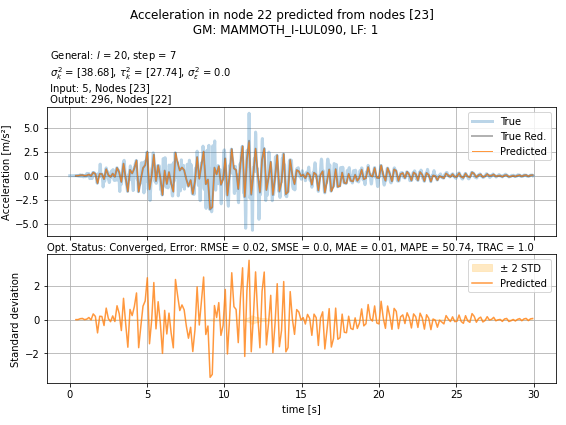 Acceleration in node 22 predicted from nodes [23]
GM: MAMMOTH_I-LUL090, LF: 1
General: l = 20, step = 7
σ²ₖ = [38.68], τ²ₖ = [27.74], σ²ε = 0.0
Input: 5, Nodes [23]
Output: 296, Nodes [22]
Acceleration [m/s²]
5.0
2.5
0.0
−2.5
−5.0
True
True Red.
Predicted
Opt. Status: Converged, Error: RMSE = 0.02, SMSE = 0.0, MAE = 0.01, MAPE = 50.74, TRAC = 1.0
Standard deviation
2
0
−2
± 2 STD
Predicted
0 5 10 15 20 25 30
time [s]